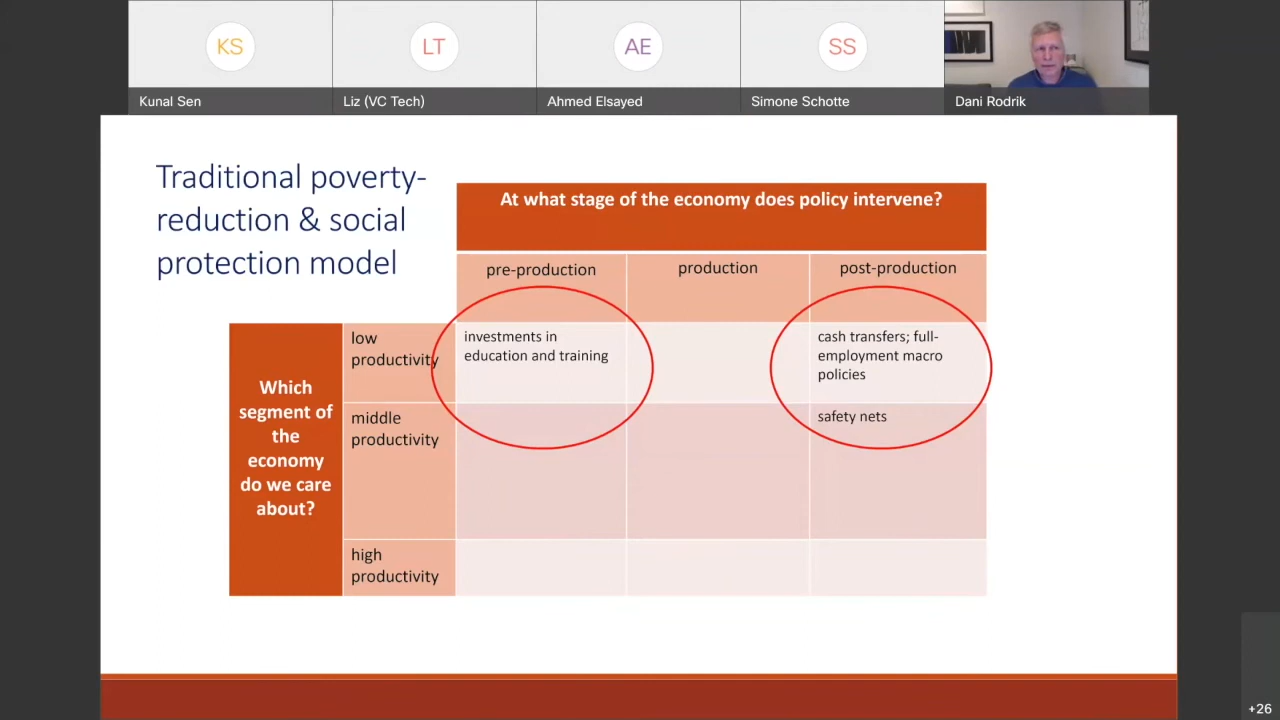 KS
LT
AE
SS
Kunal Sen
Liz (VC Tech)
Ahmed Elsayed
Simone Schotte
Dani Rodrik
Traditional poverty-
reduction & social
protection model
At what stage of the economy does policy intervene?
pre-production
production
post-production
Which
segment of
the
economy
do we care
about?
low
productivity
investments in
education and training
cash transfers; full-
employment macro
policies
middle
productivity
safety nets
high
productivity
+26